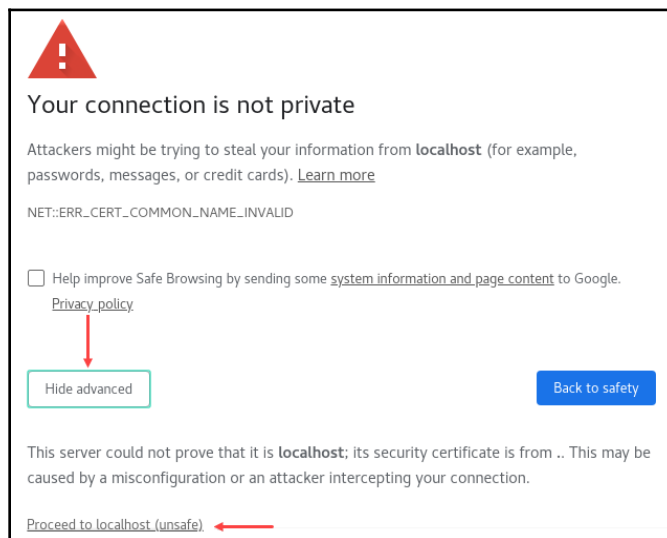 Your connection is not private
Attackers might be trying to steal your information from localhost (for example,
passwords, messages, or credit cards). Learn more
NET::ERR_CERT_COMMON_NAME_INVALID
Help improve Safe Browsing by sending some system information and page content to Google.
Privacy policy
Hide advanced
Back to safety
This server could not prove that it is localhost; its security certificate is from .. This may be
caused by a misconfiguration or an attacker intercepting your connection.
Proceed to localhost (unsafe)